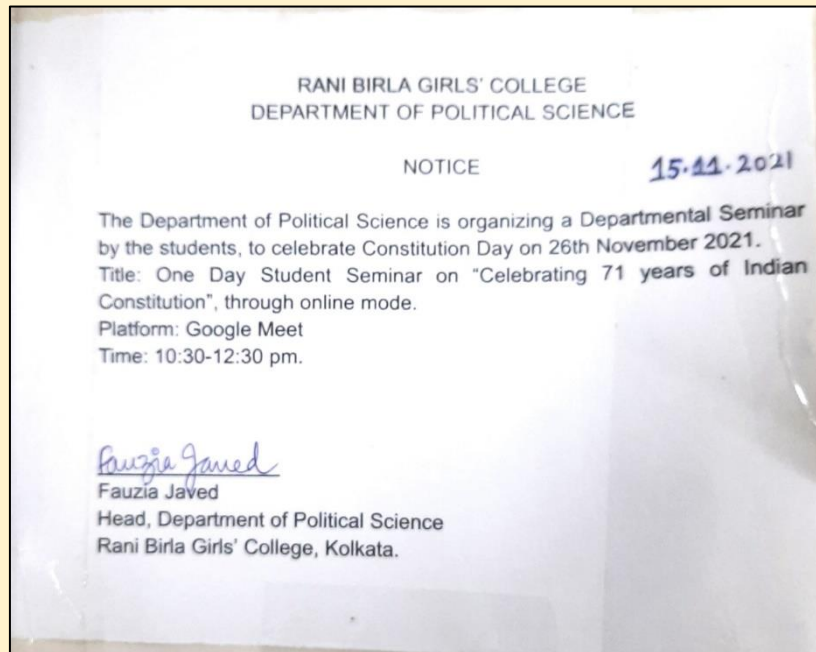 RANI BIRLA GIRLS' COLLEGE
DEPARTMENT OF POLITICAL SCIENCE
NOTICE 15.11.2021
The Department of Political Science is organizing a Departmental Seminar
by the students, to celebrate Constitution Day on 26th November 2021.
Title: One Day Student Seminar on "Celebrating 71 years of Indian
Constitution", through online mode.
Platform: Google Meet
Time: 10:30-12:30 pm.
Fauzia Javed
Fauzia Javed
Head, Department of Political Science
Rani Birla Girls' College, Kolkata.